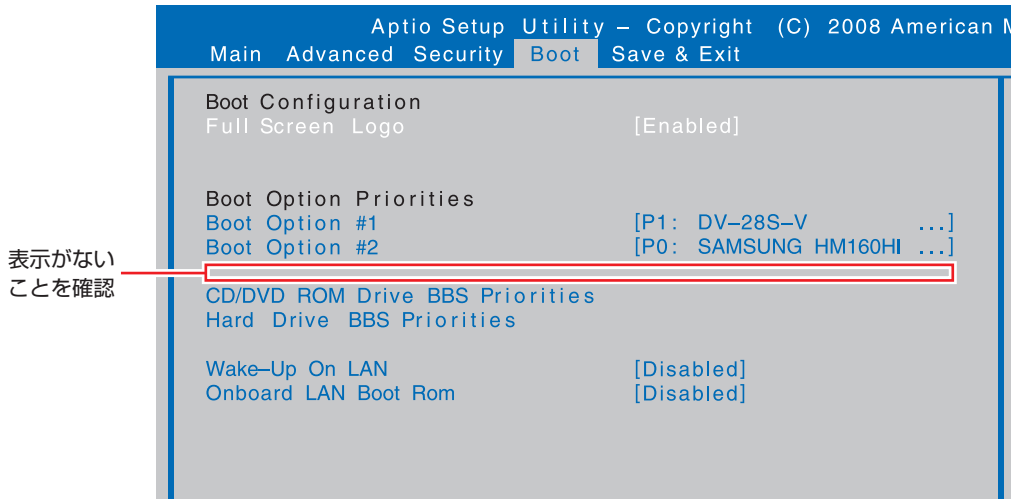 Aptio Setup Utility – Copyright (C) 2008 American
Main Advanced Security Boot Save & Exit
Boot Configuration
Full Screen Logo [Enabled]
Boot Option Priorities
Boot Option #1 [P1: DV–28S–V ...]
Boot Option #2 [P0: SAMSUNG HM160HI ...]
表示がない
ことを確認
CD/DVD ROM Drive BBS Priorities
Hard Drive BBS Priorities
Wake–Up On LAN [Disabled]
Onboard LAN Boot Rom [Disabled]